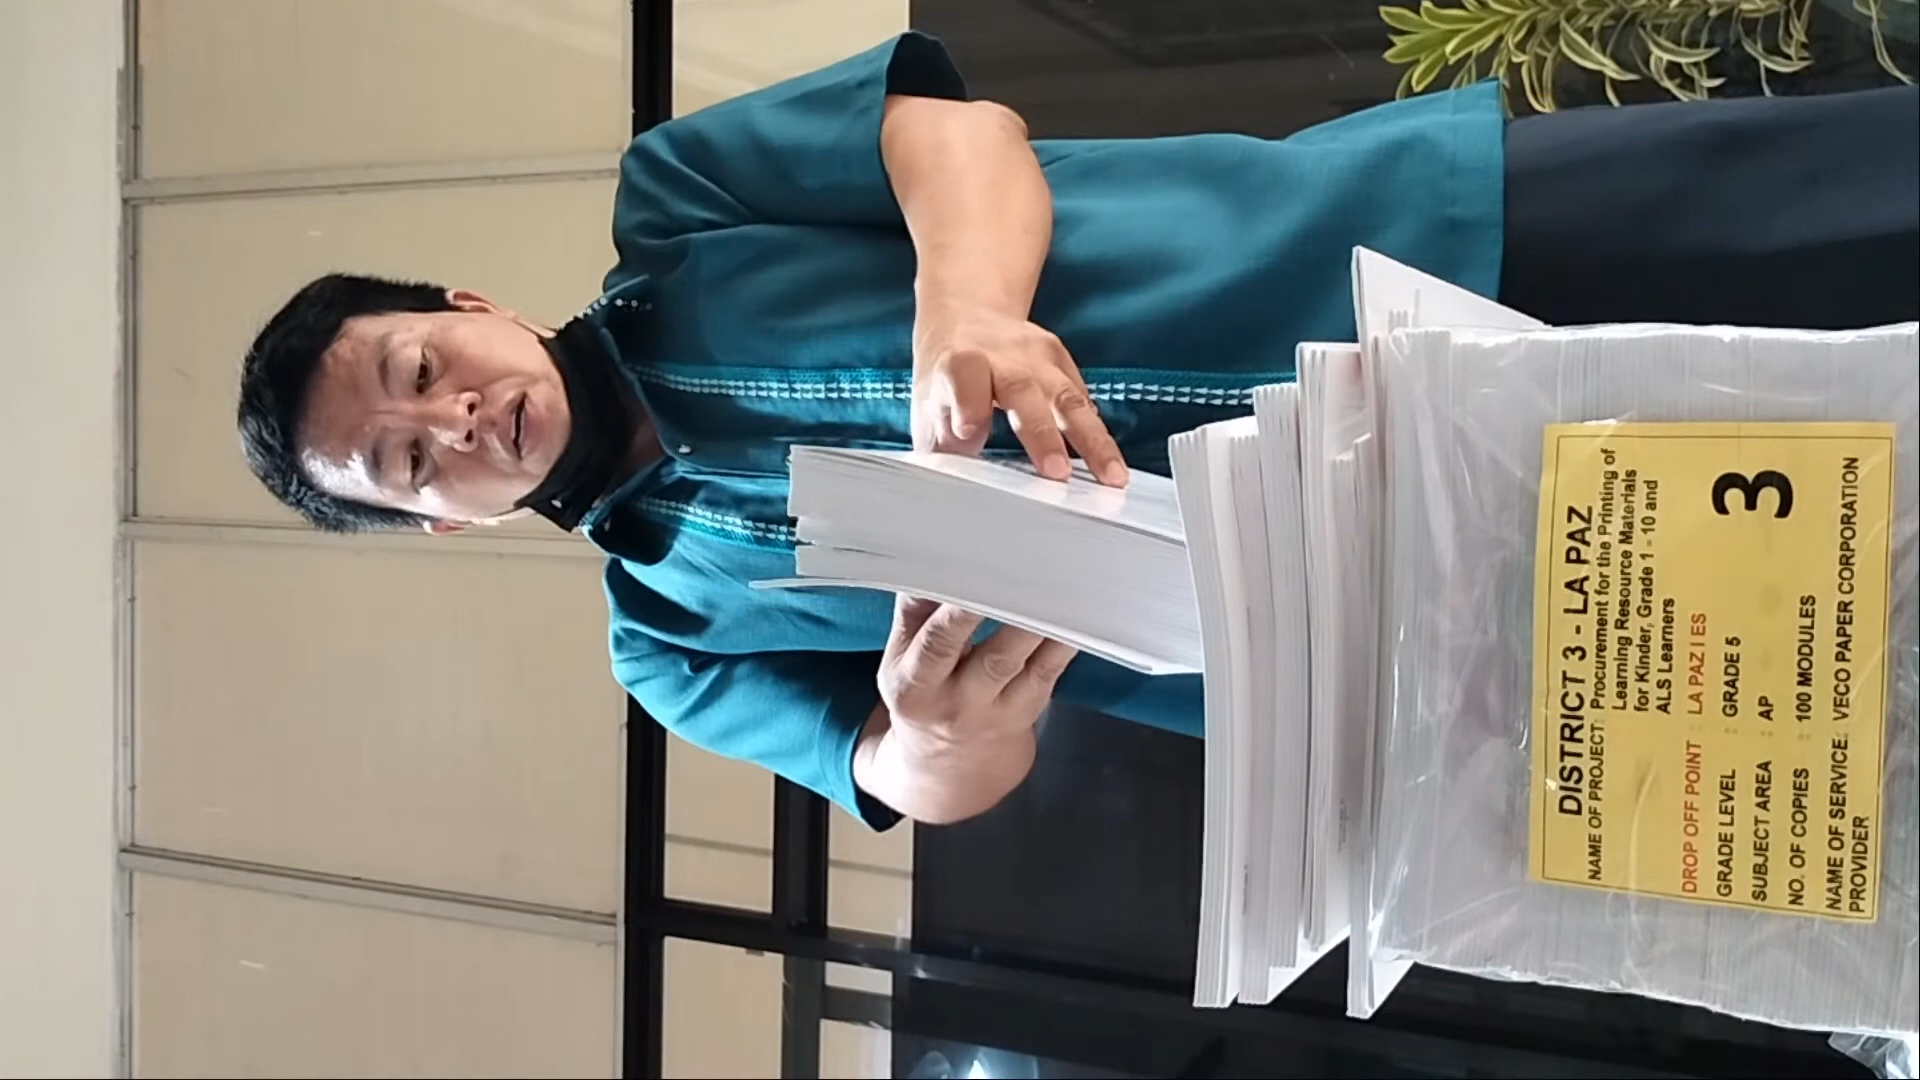 DISTRICT 3 - LA PAZ
NAME OF PROJECT: Procurement for the Printing of
Learning Resource Materials
for Kinder, Grade 1 - 10 and
ALS Learners
DROP OFF POINT : LA PAZ I ES
GRADE LEVEL : GRADE 5
SUBJECT AREA : AP
3
NO. OF COPIES : 100 MODULES
NAME OF SERVICE: VECO PAPER CORPORATION
PROVIDER